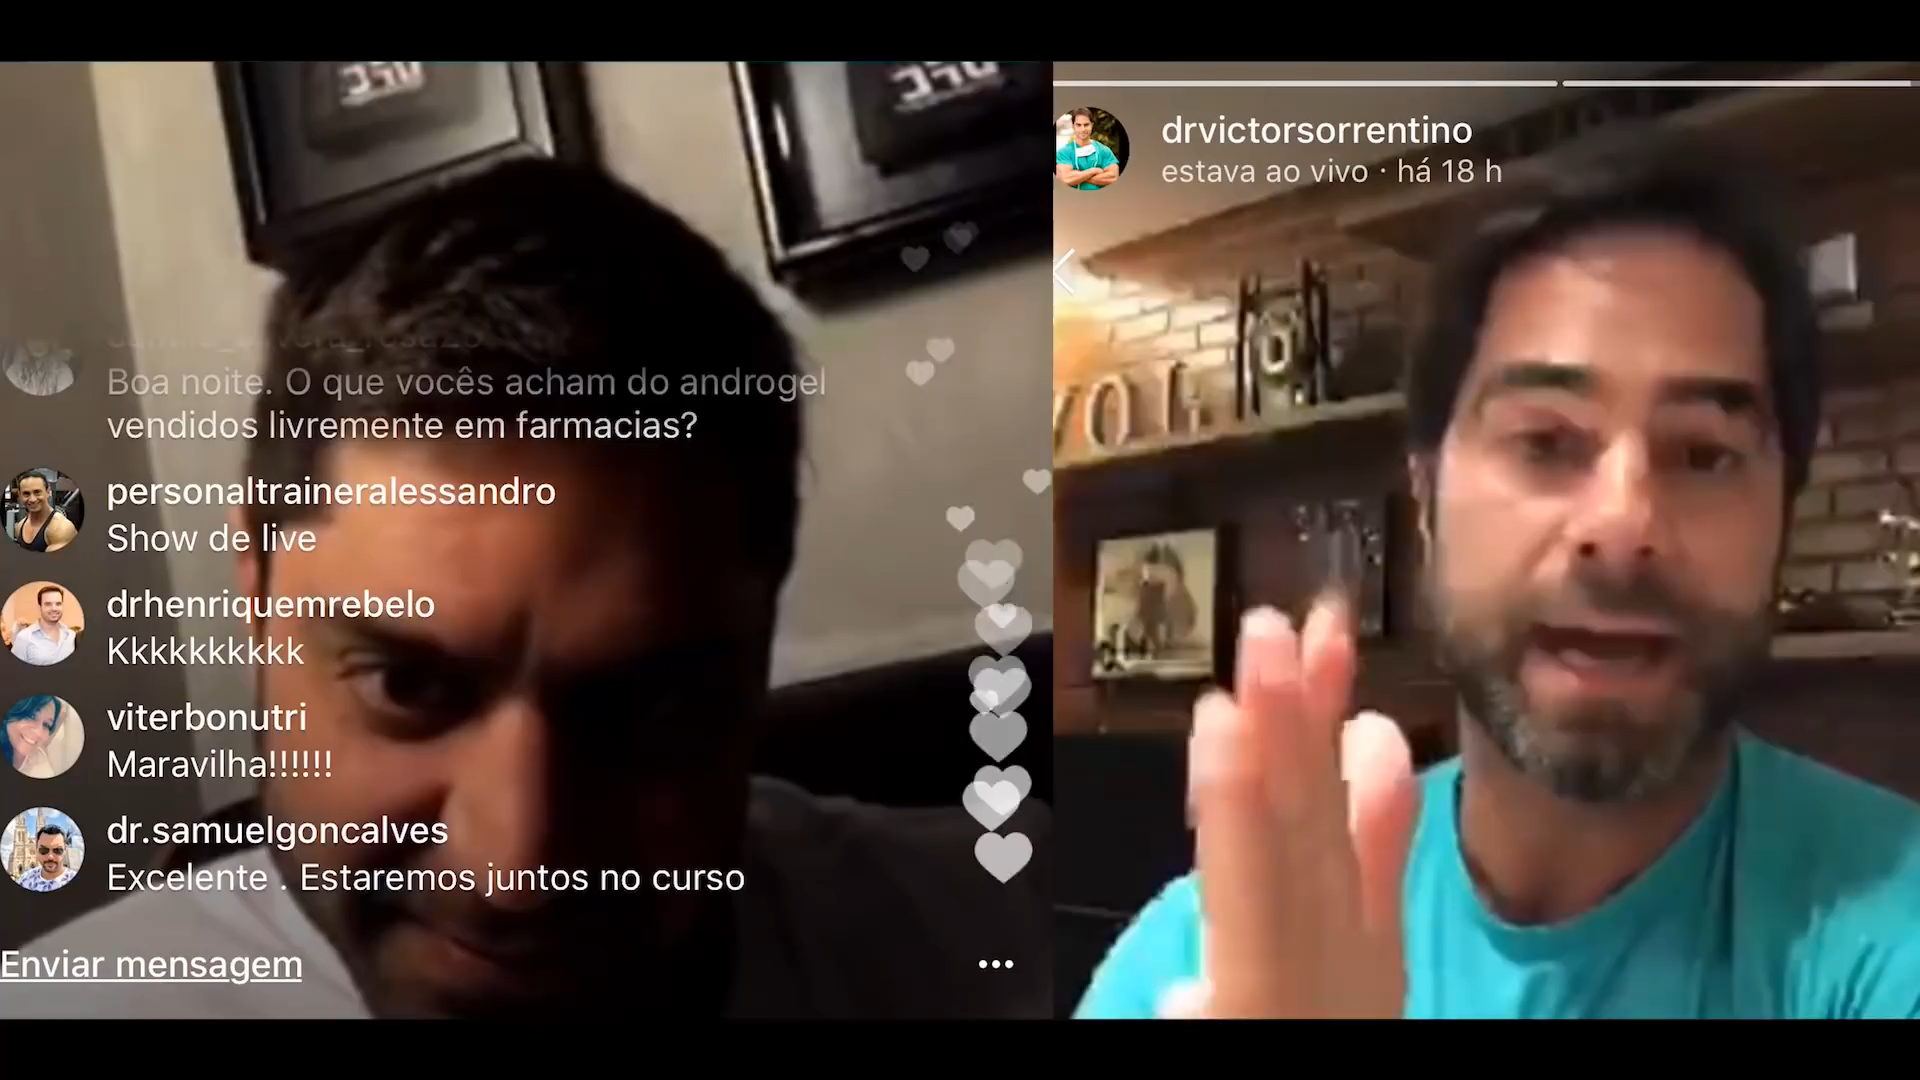 drvictorsorrentino
estava ao vivo · há 18 h
Boa noite. O que vocês acham do androgel
vendidos livremente em farmacias?
personaltraineralessandro
Show de live
drhenriquemrebelo
Kkkkkkkkkk
viterbonutri
Maravilha!!!!!!
dr.samuelgoncalves
Excelente . Estaremos juntos no curso
Enviar mensagem